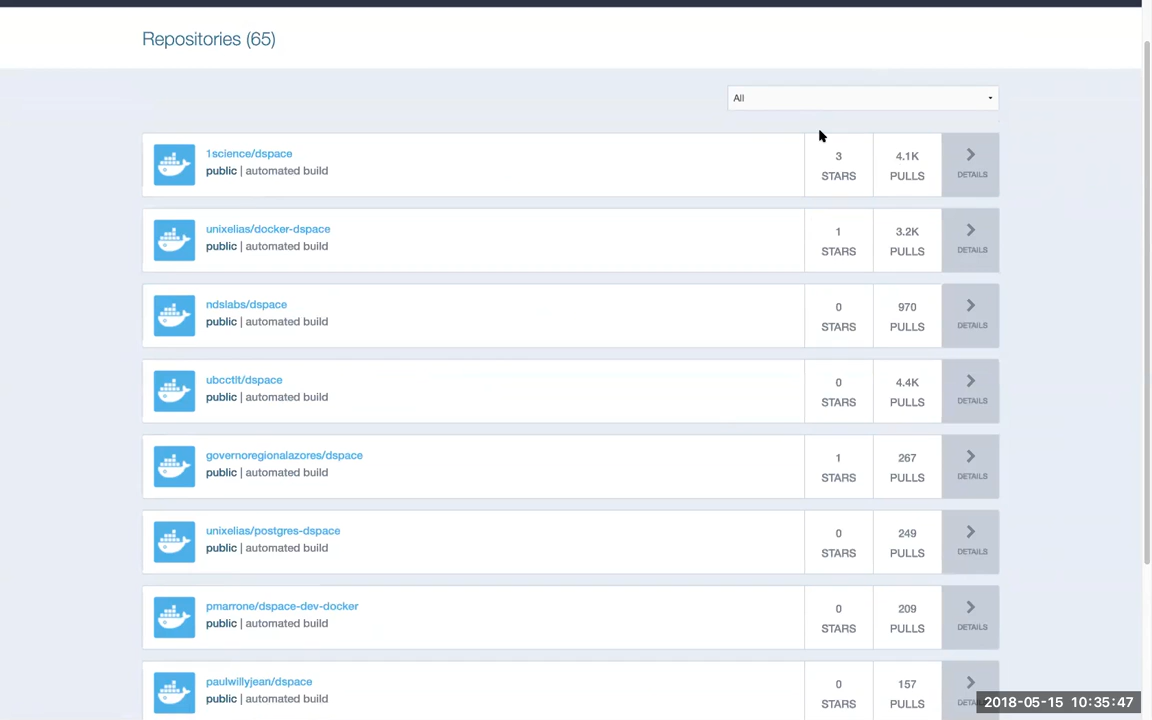 Repositories (65)
All
1science/dspace
public | automated build
3
STARS
4.1K
PULLS
DETAILS
unixelias/docker-dspace
public | automated build
1
STARS
3.2K
PULLS
DETAILS
ndslabs/dspace
public | automated build
0
STARS
970
PULLS
DETAILS
ubcctlt/dspace
public | automated build
0
STARS
4.4K
PULLS
DETAILS
governoregionalazores/dspace
public | automated build
1
STARS
267
PULLS
DETAILS
unixelias/postgres-dspace
public | automated build
0
STARS
249
PULLS
DETAILS
pmarrone/dspace-dev-docker
public | automated build
0
STARS
209
PULLS
DETAILS
paulwillyjean/dspace
public | automated build
0
STARS
157
PULLS
2018-05-15 10:35:47